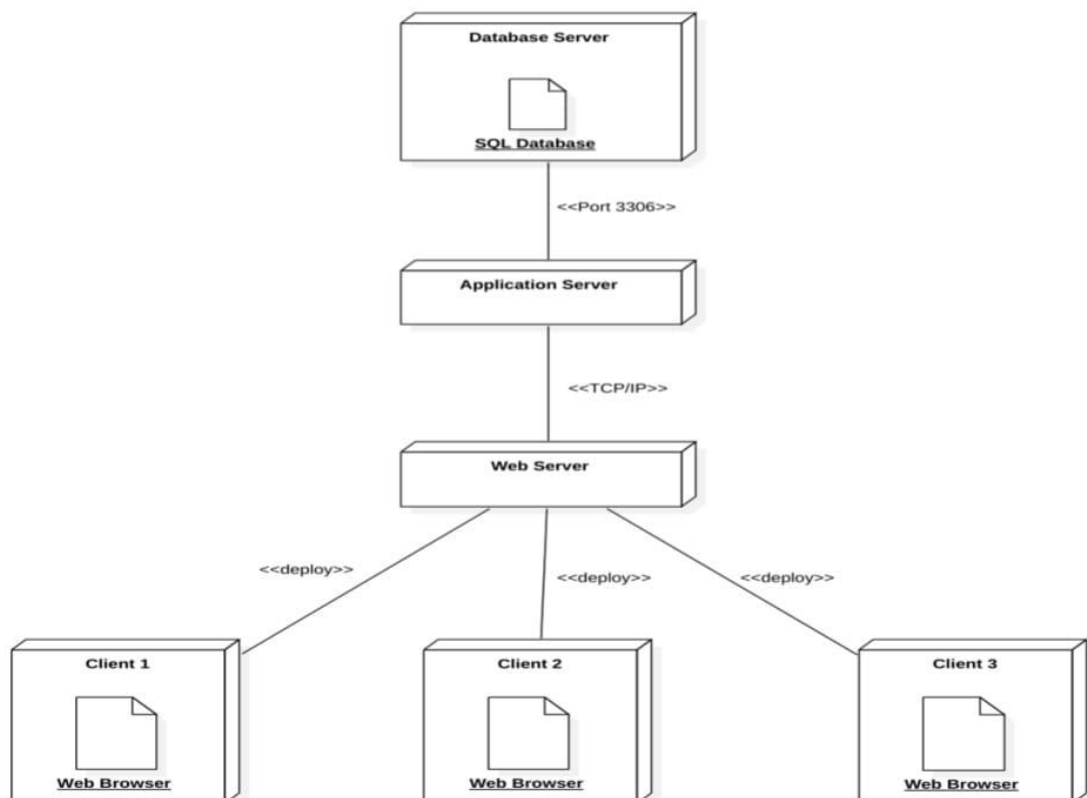 Database Server
SQL Database
<<Port 3306>>
Application Server
<<TCP/IP>>
Web Server
<<deploy>>
<<deploy>>
<<deploy>>
Client 1
Client 2
Client 3
Web Browser
Web Browser
Web Browser